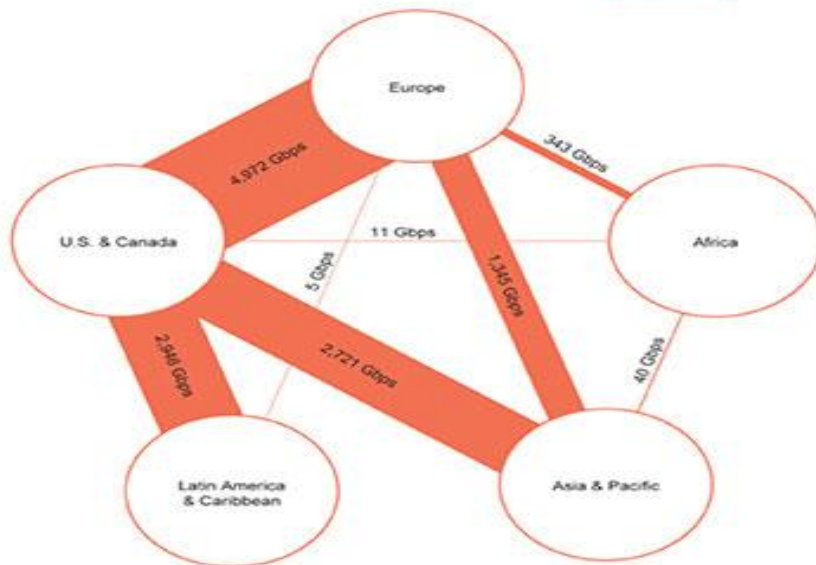 Europe
4,972 Gbps
343 Gbps
U.S. & Canada
11 Gbps
Africa
5 Gbps
1,345 Gbps
2,946 Gbps
2,721 Gbps
40 Gbps
Latin America
& Caribbean
Asia & Pacific